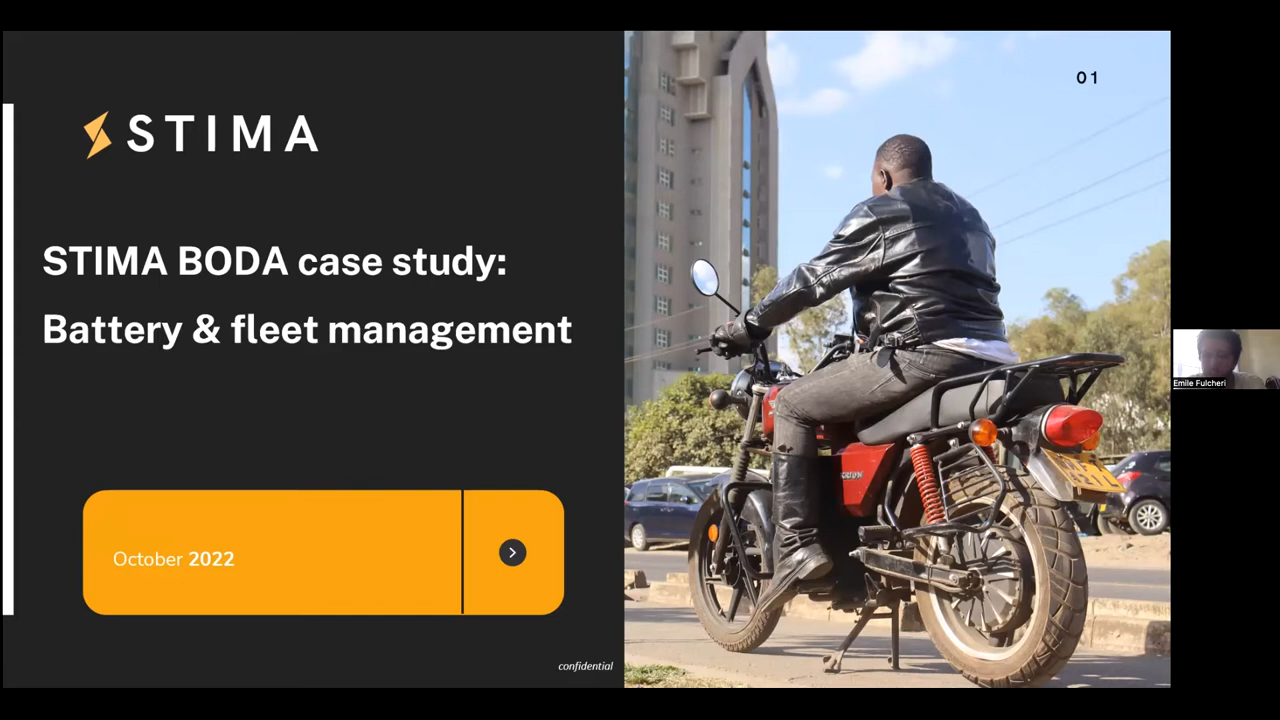 STIMA
STIMA BODA case study:
Battery & fleet management
October 2022
confidential
01
Emile Fulcheri